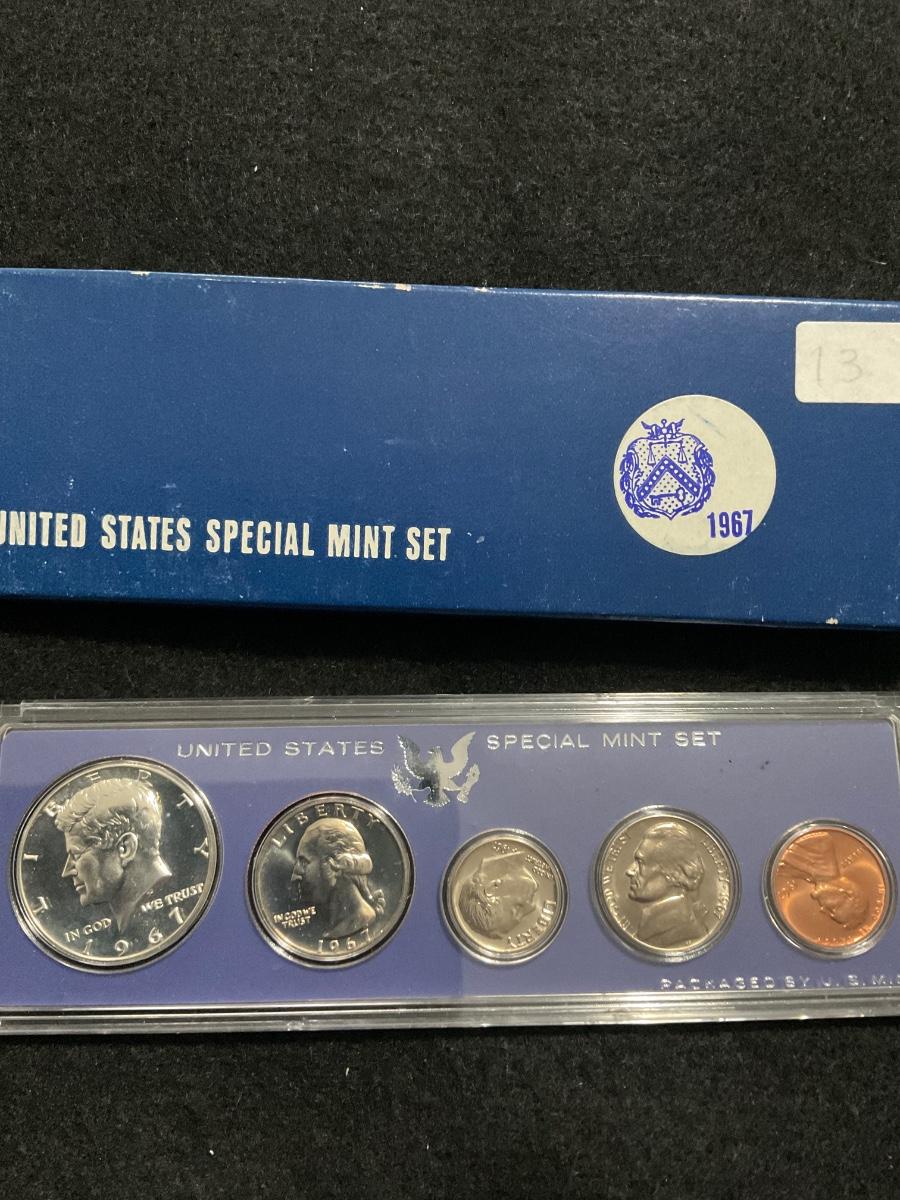 13
1967
UNITED STATES SPECIAL MINT SET
UNITED STATES SPECIAL MINT SET
LIBERTY
IN GOD WE TRUST
1967
LIBERTY
IN GOD WE
TRUST
1967
LIBERTY
PACKAGED BY U. S. MI